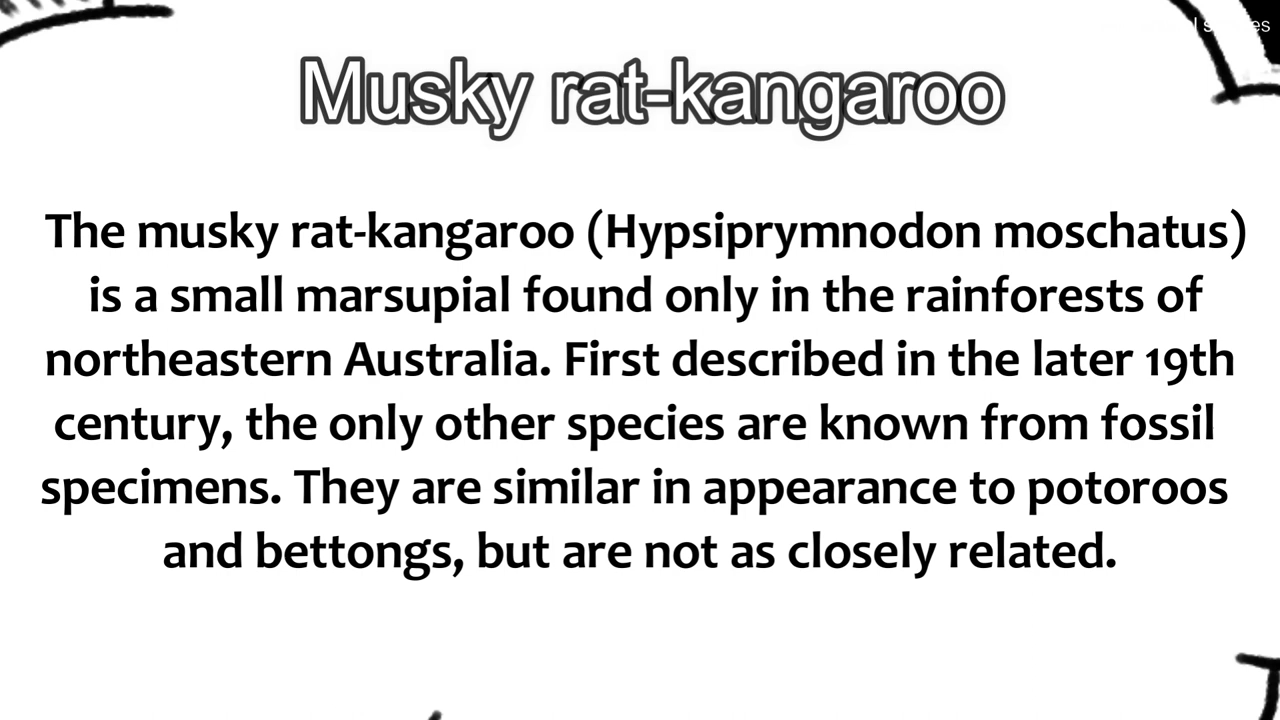 Musky rat-kangaroo
The musky rat-kangaroo (Hypsiprymnodon moschatus)
is a small marsupial found only in the rainforests of
northeastern Australia. First described in the later 19th
century, the only other species are known from fossil
specimens. They are similar in appearance to potoroos
and bettongs, but are not as closely related.